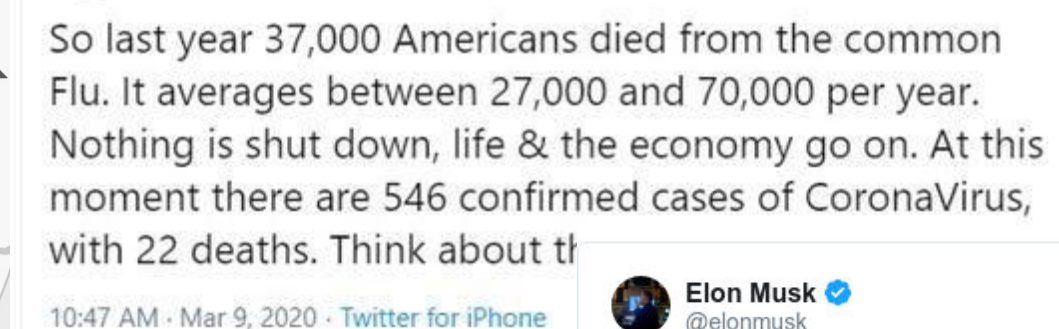 So last year 37,000 Americans died from the common
Flu. It averages between 27,000 and 70,000 per year.
Nothing is shut down, life & the economy go on. At this
moment there are 546 confirmed cases of CoronaVirus,
with 22 deaths. Think about
10:47 AM · Mar 9, 2020 · Twitter for iPhone
Elon Musk
@elonmusk